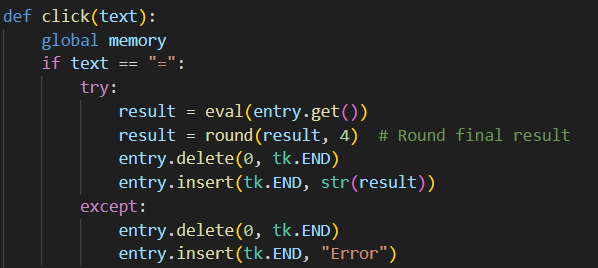 def click(text):
    global memory
    if text == "=":
        try:
            result = eval(entry.get())
            result = round(result, 4)  # Round final result
            entry.delete(0, tk.END)
            entry.insert(tk.END, str(result))
        except:
            entry.delete(0, tk.END)
            entry.insert(tk.END, "Error")